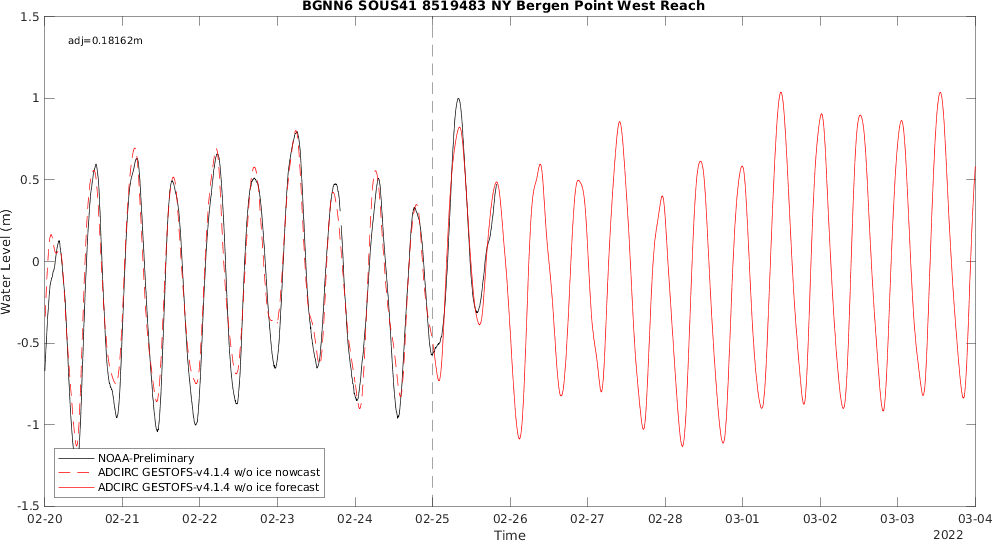 BGNN6 SOUS41 8519483 NY Bergen Point West Reach
adj=0.18162m
1.5
1
0.5
0
-0.5
-1
-1.5
Water Level (m)
NOAA-Preliminary
ADCIRC GESTOFS-v4.1.4 w/o ice nowcast
ADCIRC GESTOFS-v4.1.4 w/o ice forecast
02-20 02-21 02-22 02-23 02-24 02-25 02-26 02-27 02-28 03-01 03-02 03-03 03-04
Time
2022